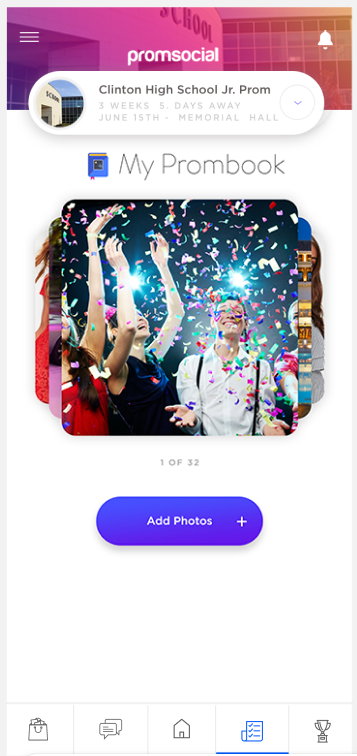 SCHOOL
promsocial
SCHOOL
Clinton High School Jr. Prom
3 WEEKS 5. DAYS AWAY
JUNE 15TH - MEMORIAL HALL
My Prombook
1 OF 32
Add Photos +